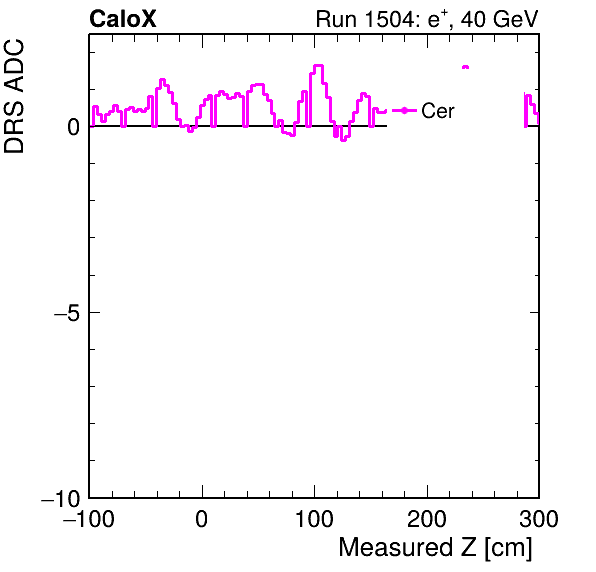 CaloX Run 1504: e⁺, 40 GeV
DRS ADC
Cer
0
−5
−10
−100 0 100 200 300
Measured Z [cm]